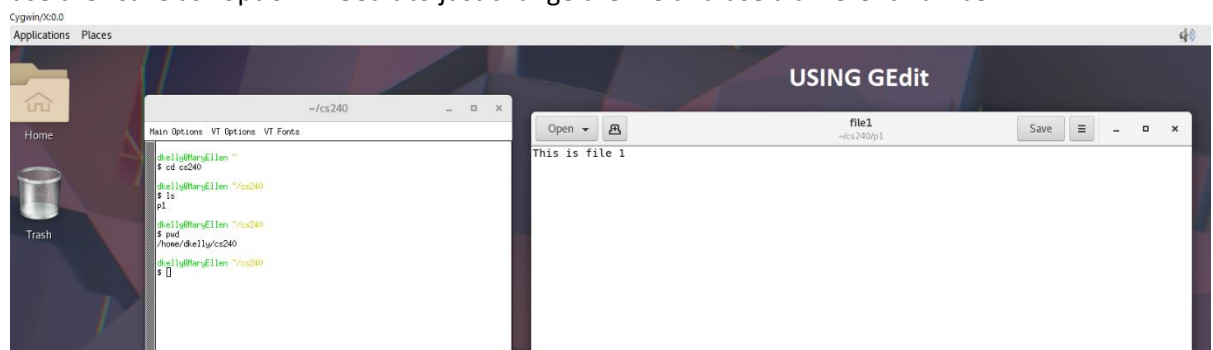 Cygwin/X:0.0
Applications Places
USING GEdit
Home
Trash
~/cs240
Main Options VT Options VT Fonts
dkelly@MaryEllen ~
$ cd cs240
dkelly@MaryEllen ~/cs240
$ ls
p1
dkelly@MaryEllen ~/cs240
$ pwd
/home/dkelly/cs240
dkelly@MaryEllen ~/cs240
$
Open
file1
~/cs240/p1
Save
This is file 1